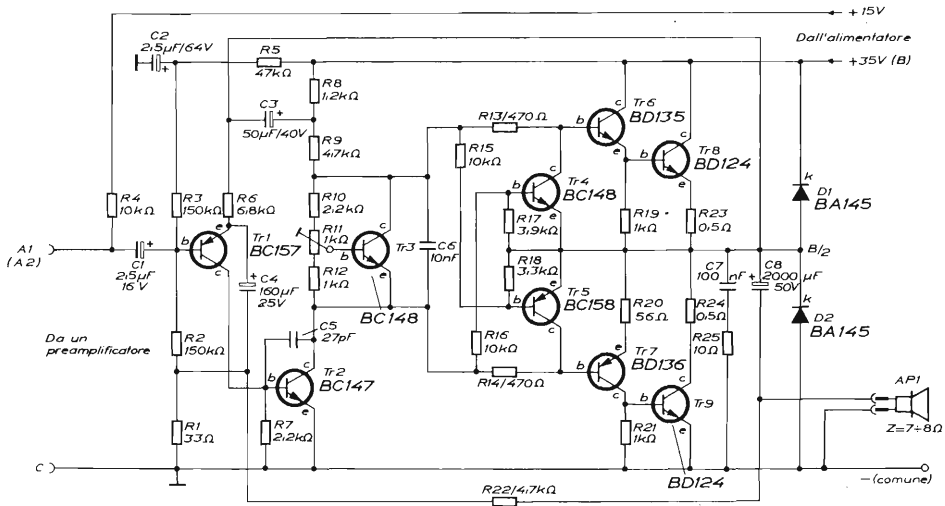 +15V
C2
2,5µF/64V
R5
47kΩ
Dall'alimentatore
+35V (B)
R8
1,2kΩ
C3
50µF/40V
R9
4,7kΩ
R13/470Ω
R15
10kΩ
c
b
e
Tr6
BD135
c
b
e
Tr8
BD124
R4
10kΩ
R3
150kΩ
R6
6,8kΩ
R10
2,2kΩ
R11
1kΩ
R12
1kΩ
c
b
e
Tr3
BC148
C6
10nF
c
b
e
Tr4
BC148
R17
3,9kΩ
R19
1kΩ
R23
0,5Ω
k
D1
BA145
A1
(A2)
C1
2,5µF
16V
e
b
c
Tr1
BC157
C4
160µF
25V
R18
3,3kΩ
e
b
c
Tr5
BC158
R20
56Ω
R24
0,5Ω
C7
100 nF
C8
2000 µF
50V
B/2
k
D2
BA145
Da un
preamplificatore
R2
150kΩ
C5
27pF
R16
10kΩ
R14/470Ω
e
b
c
Tr7
BD136
R25
10Ω
c
b
e
Tr2
BC147
c
b
e
Tr9
BD124
AP1
Z=7÷8Ω
R1
33Ω
R7
2,2kΩ
R21
1kΩ
C
−(comune)
R22/4,7kΩ